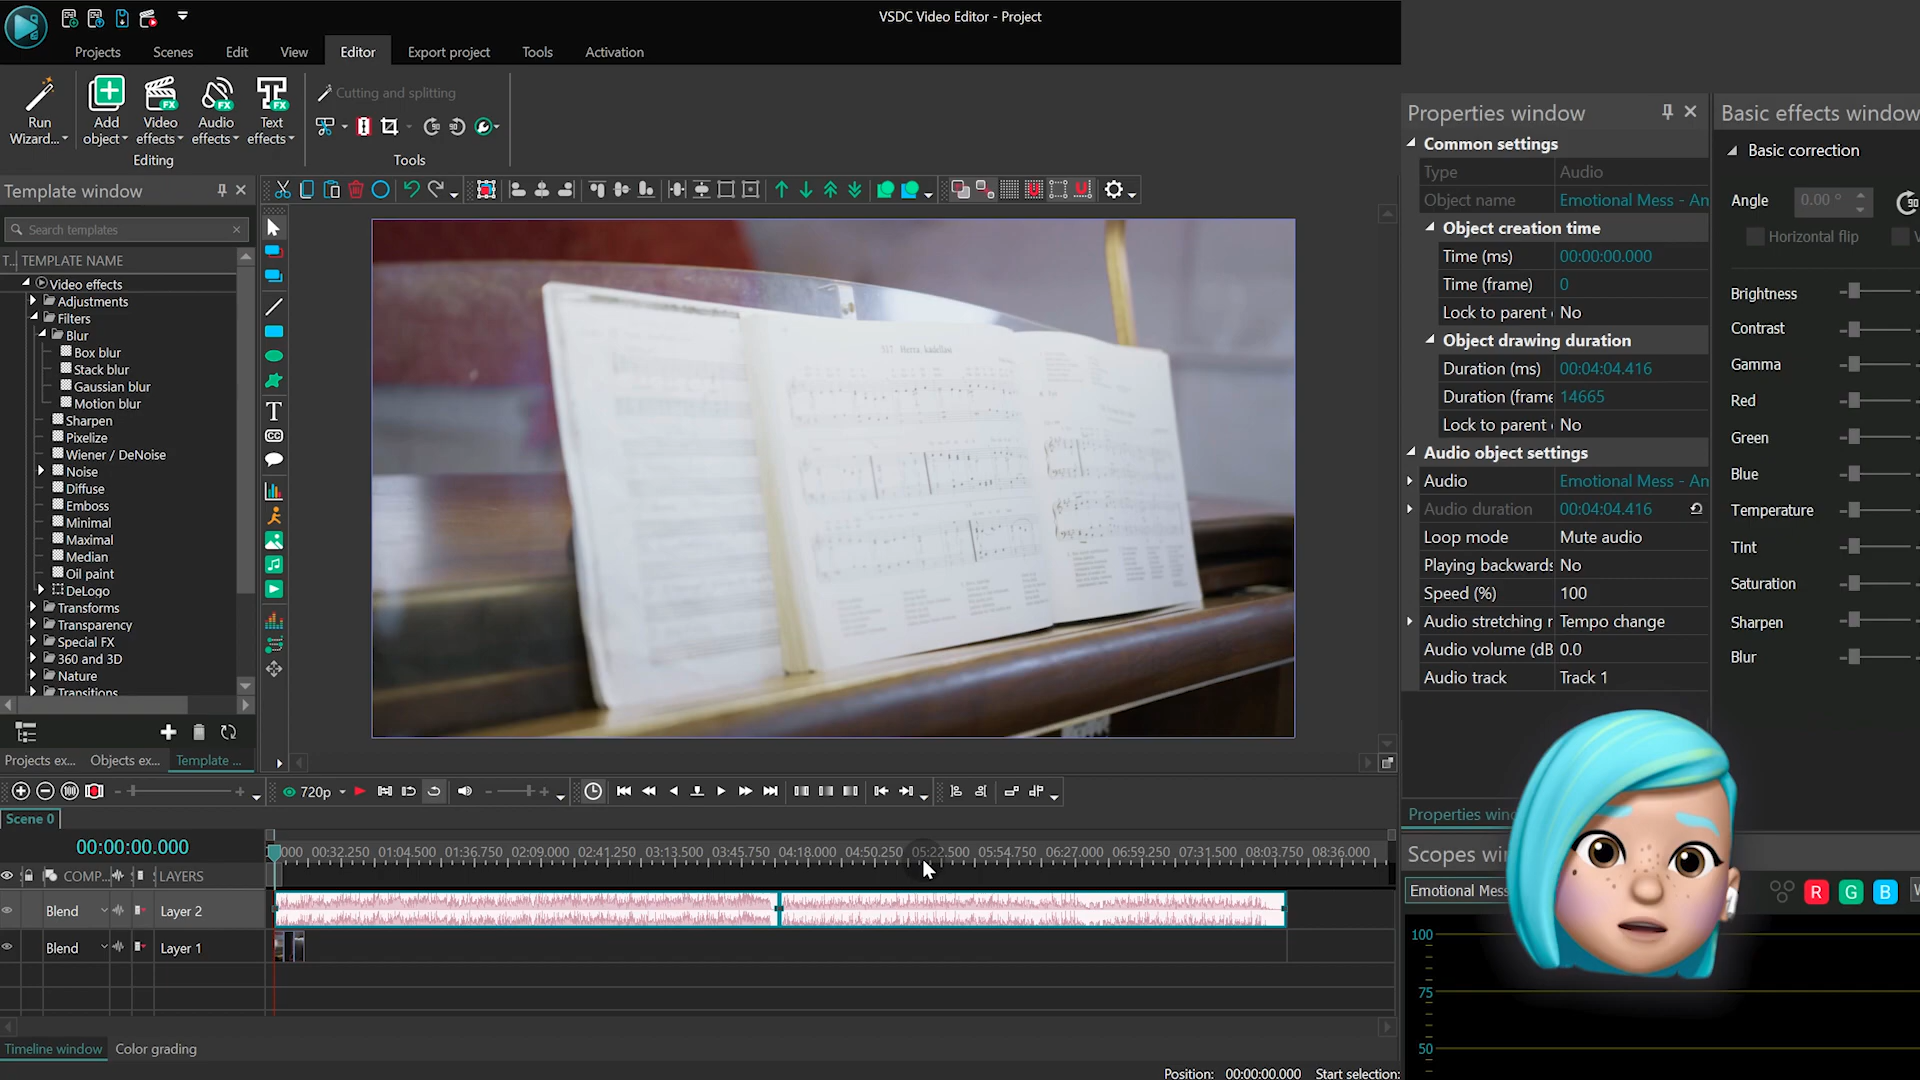 VSDC Video Editor - Project
Projects
Scenes
Edit
View
Editor
Export project
Tools
Activation
Run
Wizard...
Add
object
Video
effects
Audio
effects
Text
effects
Editing
Cutting and splitting
Tools
Template window
Search templates
T...
TEMPLATE NAME
Video effects
Adjustments
Filters
Blur
Box blur
Stack blur
Gaussian blur
Motion blur
Sharpen
Pixelize
Wiener / DeNoise
Noise
Diffuse
Emboss
Minimal
Maximal
Median
Oil paint
DeLogo
Transforms
Transparency
Special FX
360 and 3D
Nature
Transitions
Projects ex...
Objects ex...
Template ...
Properties window
Common settings
Type Audio
Object name Emotional Mess - An
Object creation time
Time (ms) 00:00:00.000
Time (frame) 0
Lock to parent No
Object drawing duration
Duration (ms) 00:04:04.416
Duration (frame 14665
Lock to parent No
Audio object settings
Audio Emotional Mess - An
Audio duration 00:04:04.416
Loop mode Mute audio
Playing backwards No
Speed (%) 100
Audio stretching Tempo change
Audio volume (dB 0.0
Audio track Track 1
Properties win
Basic effects window
Basic correction
Angle 0.00 °
90
Horizontal flip
Brightness
Contrast
Gamma
Red
Green
Blue
Temperature
Tint
Saturation
Sharpen
Blur
Scopes wi
Emotional Mess
R G B
100
75
50
720p
Scene 0
00:00:00.000
000 00:32,250 01:04,500 01:36,750 02:09,000 02:41,250 03:13,500 03:45,750 04:18,000 04:50,250 05:22,500 05:54,750 06:27,000 06:59,250 07:31,500 08:03,750 08:36,000
COMP...
LAYERS
Blend Layer 2
Blend Layer 1
Timeline window
Color grading
Position: 00:00:00.000 Start selection: